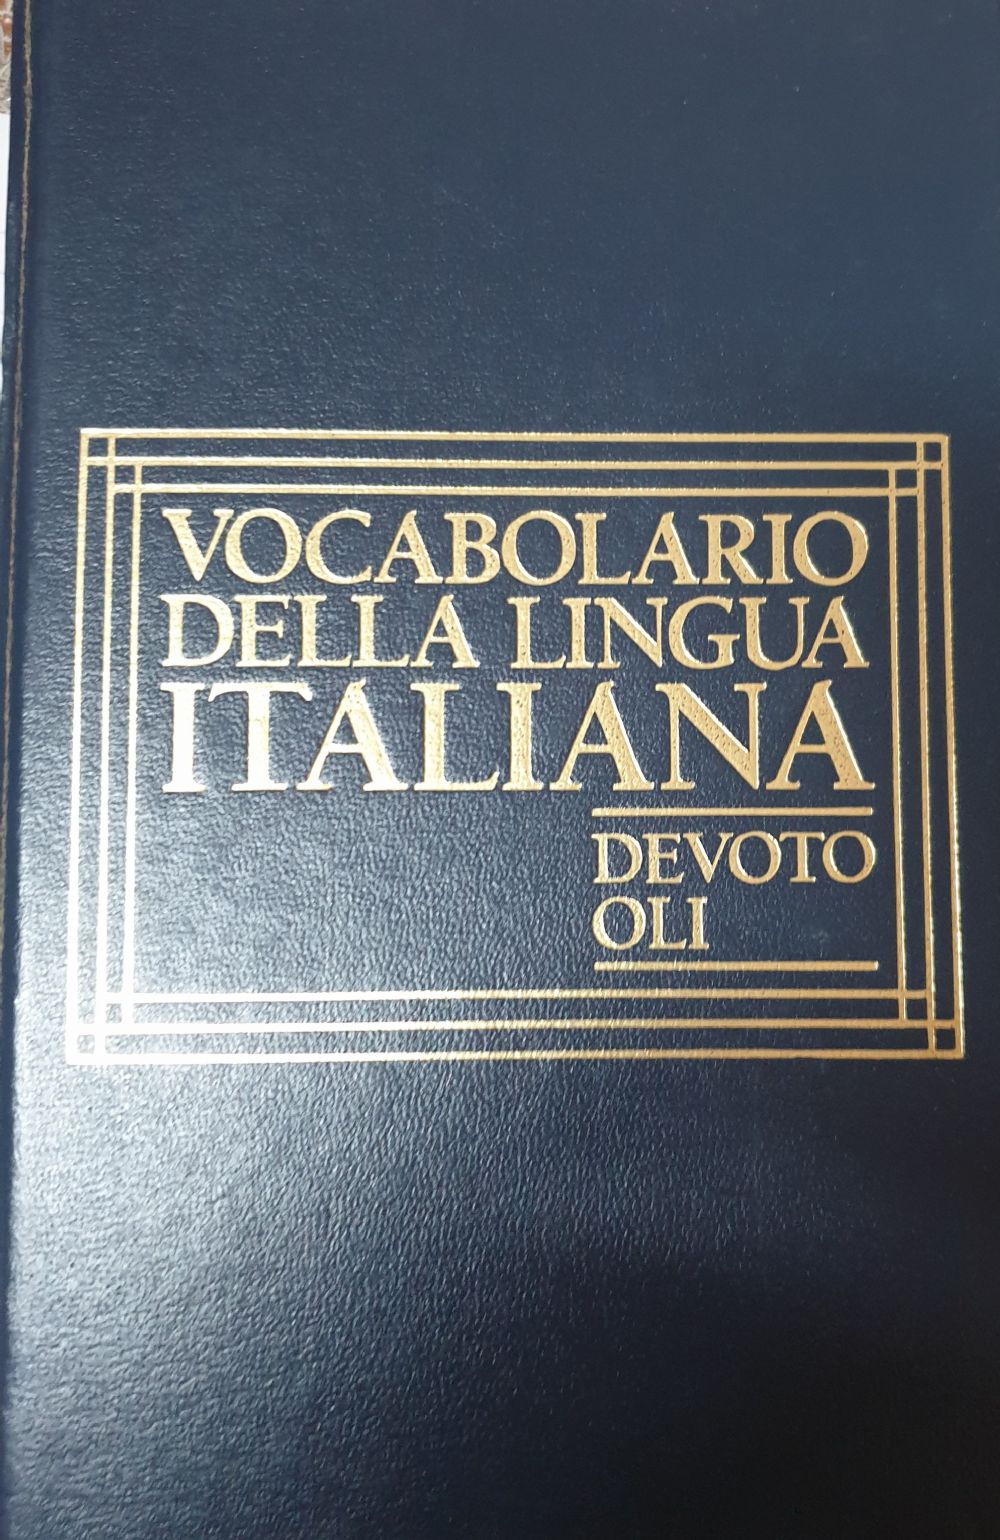 VOCABOLARIO
DELLA LINGUA
ITALIANA
DEVOTO
OLI